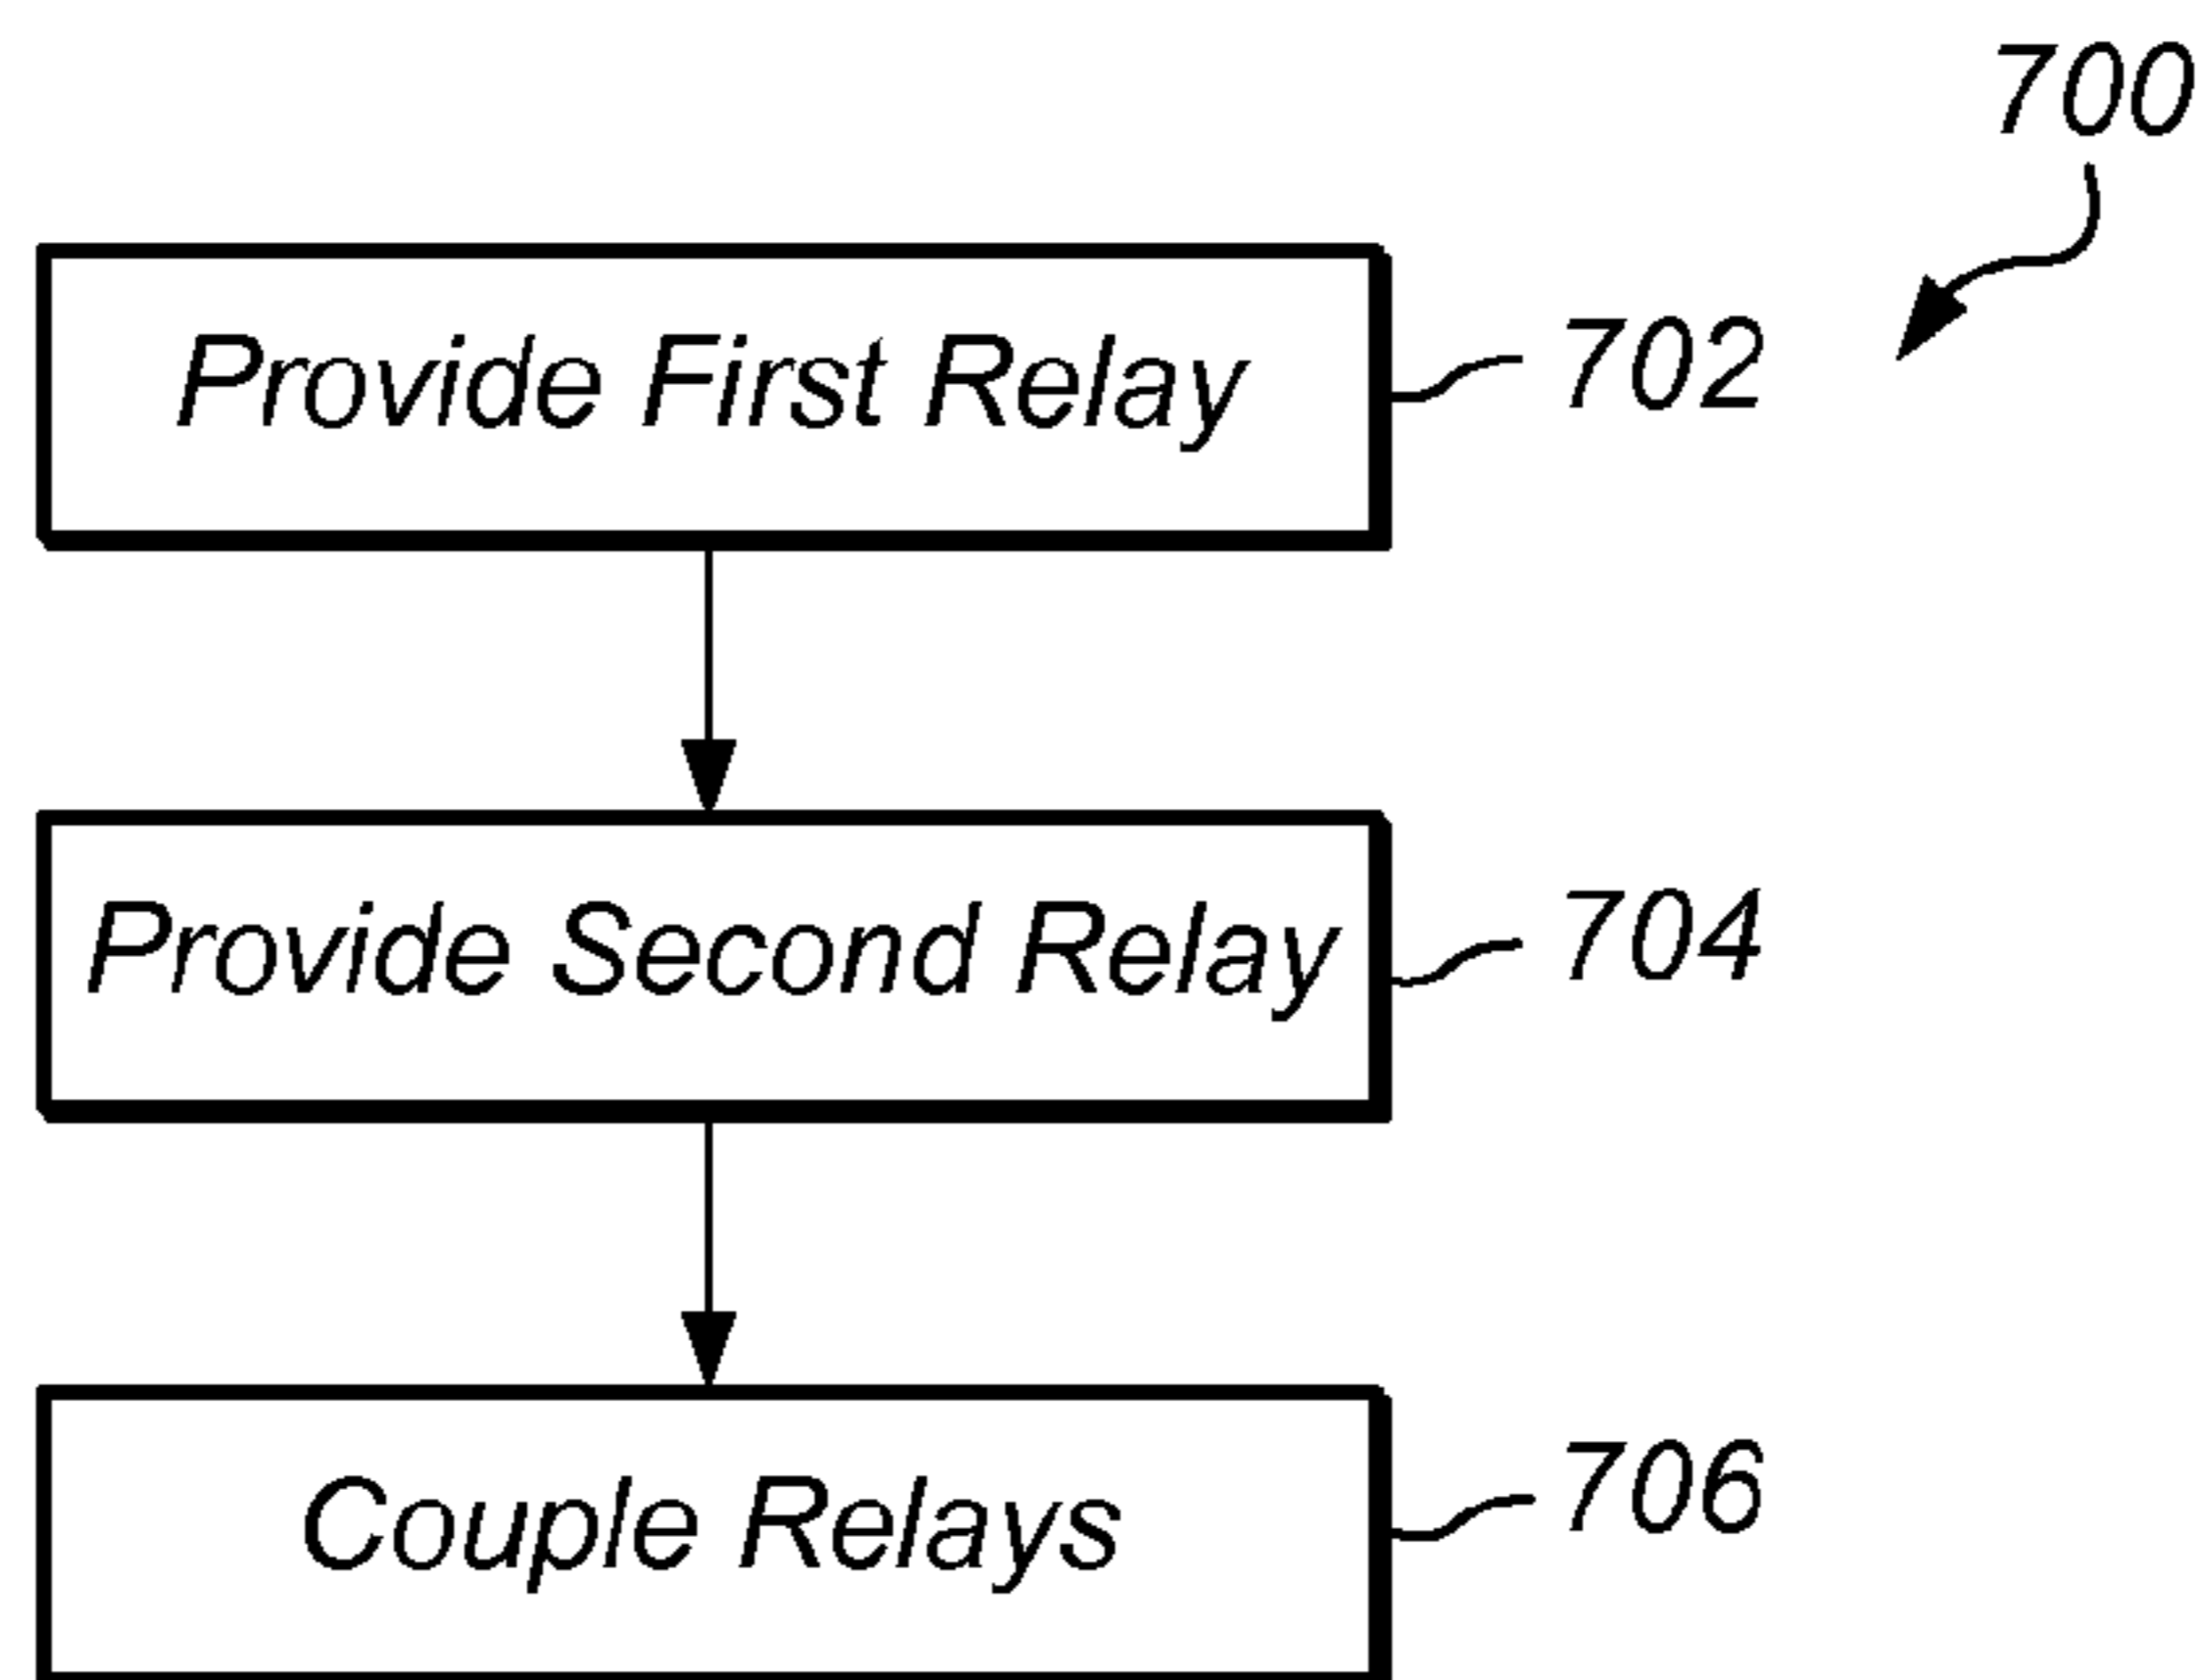 700
Provide First Relay
702
Provide Second Relay
704
Couple Relays
706